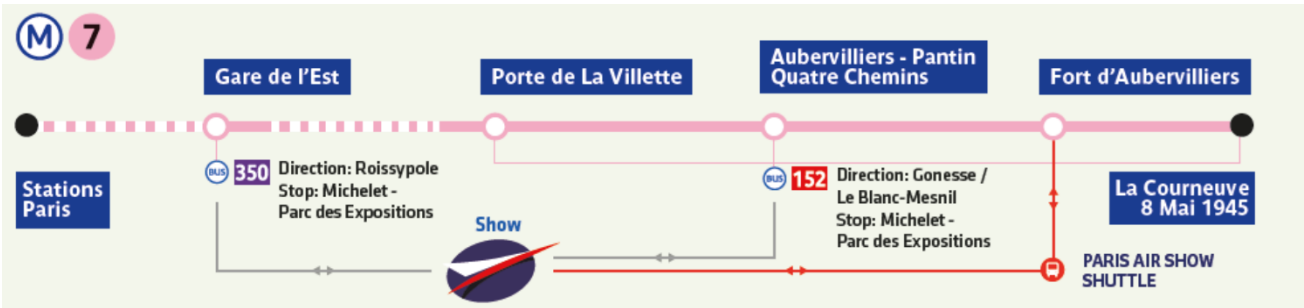 M 7
Gare de l'Est
Porte de La Villette
Aubervilliers - Pantin
Quatre Chemins
Fort d'Aubervilliers
Stations
Paris
BUS 350 Direction: Roissypole
Stop: Michelet -
Parc des Expositions
BUS 152 Direction: Gonesse /
Le Blanc-Mesnil
Stop: Michelet -
Parc des Expositions
La Courneuve
8 Mai 1945
Show
PARIS AIR SHOW
SHUTTLE